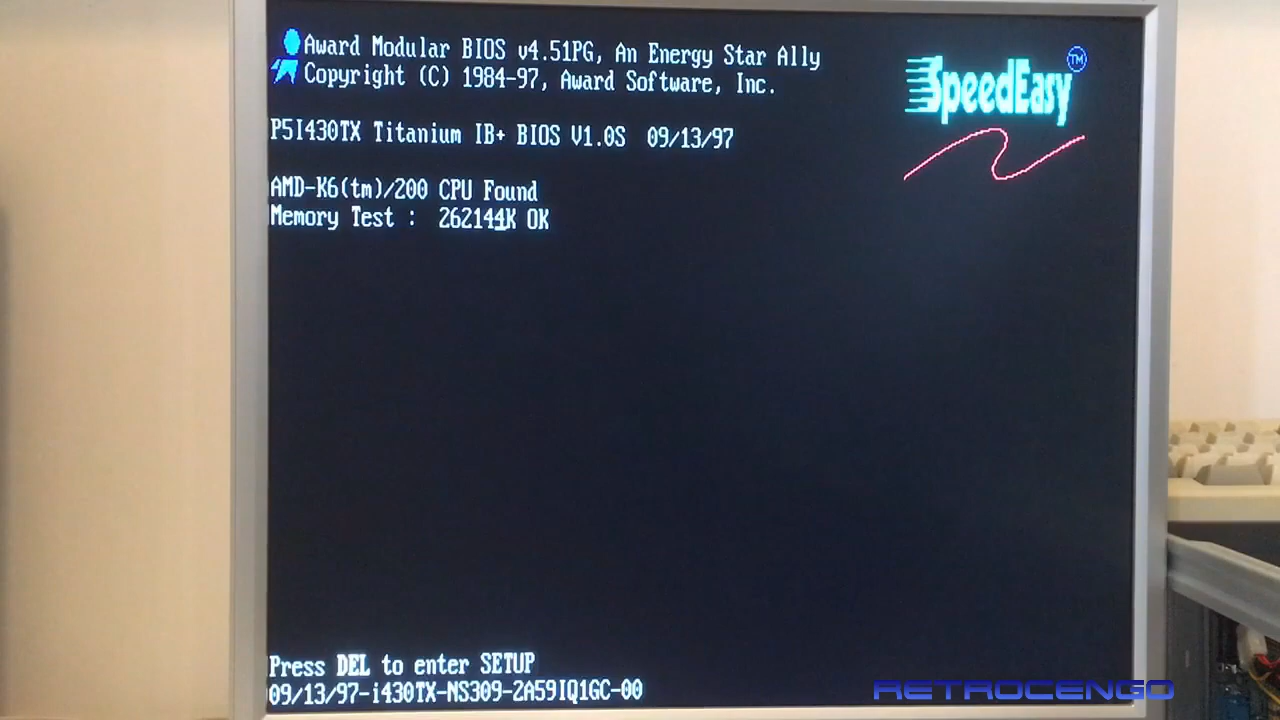 Award Modular BIOS v4.51PG, An Energy Star Ally
Copyright (C) 1984-97, Award Software, Inc.
SpeedEasy TM
P5I430TX Titanium IB+ BIOS V1.0S 09/13/97
AMD-K6(tm)/200 CPU Found
Memory Test : 262144K OK
Press DEL to enter SETUP
09/13/97-i430TX-NS309-2A59IQ1GC-00
RETROCENGO